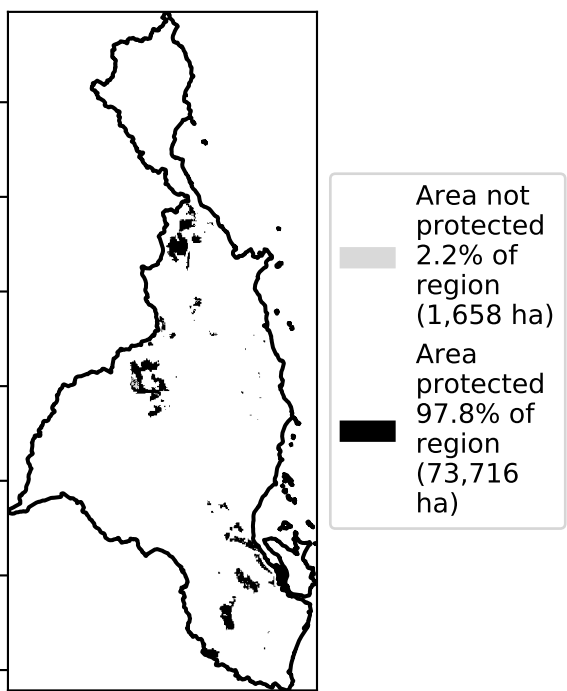 Area not
protected
2.2% of
region
(1,658 ha)
Area
protected
97.8% of
region
(73,716
ha)